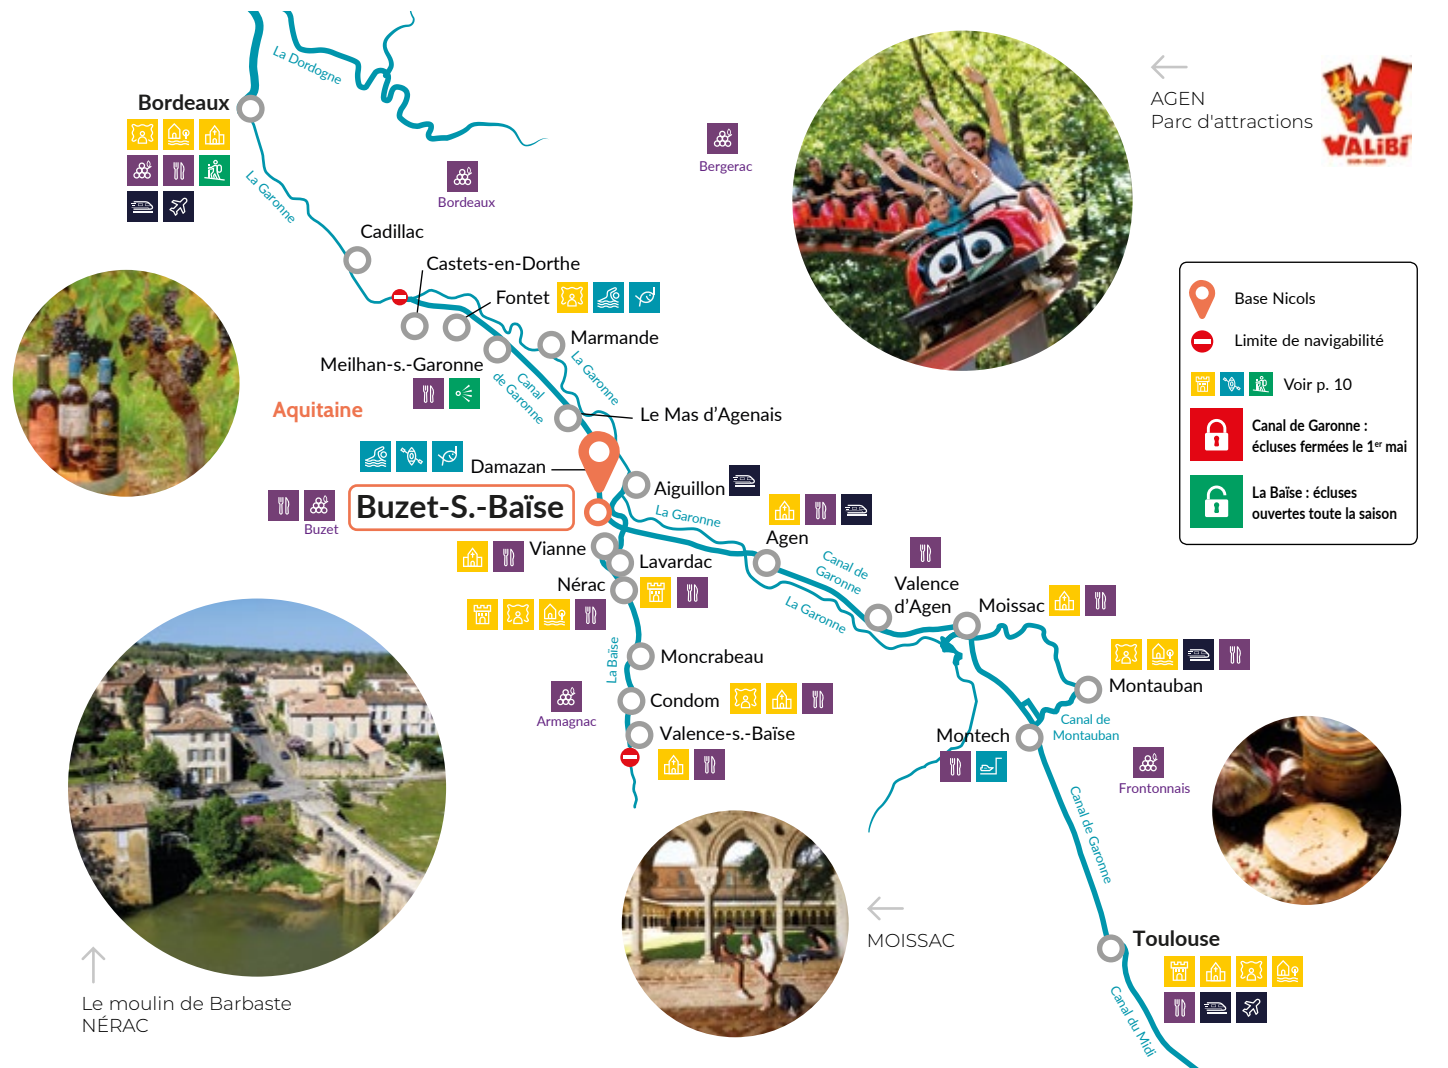 La Dordogne
Bordeaux
AGEN
Parc d'attractions
WALiBi
SUD-OUEST
Bergerac
La Garonne
Bordeaux
Cadillac
Castets-en-Dorthe
Fontet
Marmande
Meilhan-s.-Garonne
La Garonne
Canal
de Garonne
Aquitaine
Le Mas d'Agenais
Base Nicols
Limite de navigabilité
Voir p. 10
Canal de Garonne :
écluses fermées le 1er mai
La Baïse : écluses
ouvertes toute la saison
Damazan
Aiguillon
Buzet-S.-Baïse
Buzet
La Garonne
Agen
Vianne
Lavardac
Nérac
Canal de
Garonne
La Garonne
Valence
d'Agen
Moissac
La Baïse
Moncrabeau
Montauban
Condom
Armagnac
Valence-s.-Baïse
Canal de
Montauban
Montech
Frontonnais
Canal de Garonne
MOISSAC
Toulouse
Canal du Midi
Le moulin de Barbaste
NÉRAC